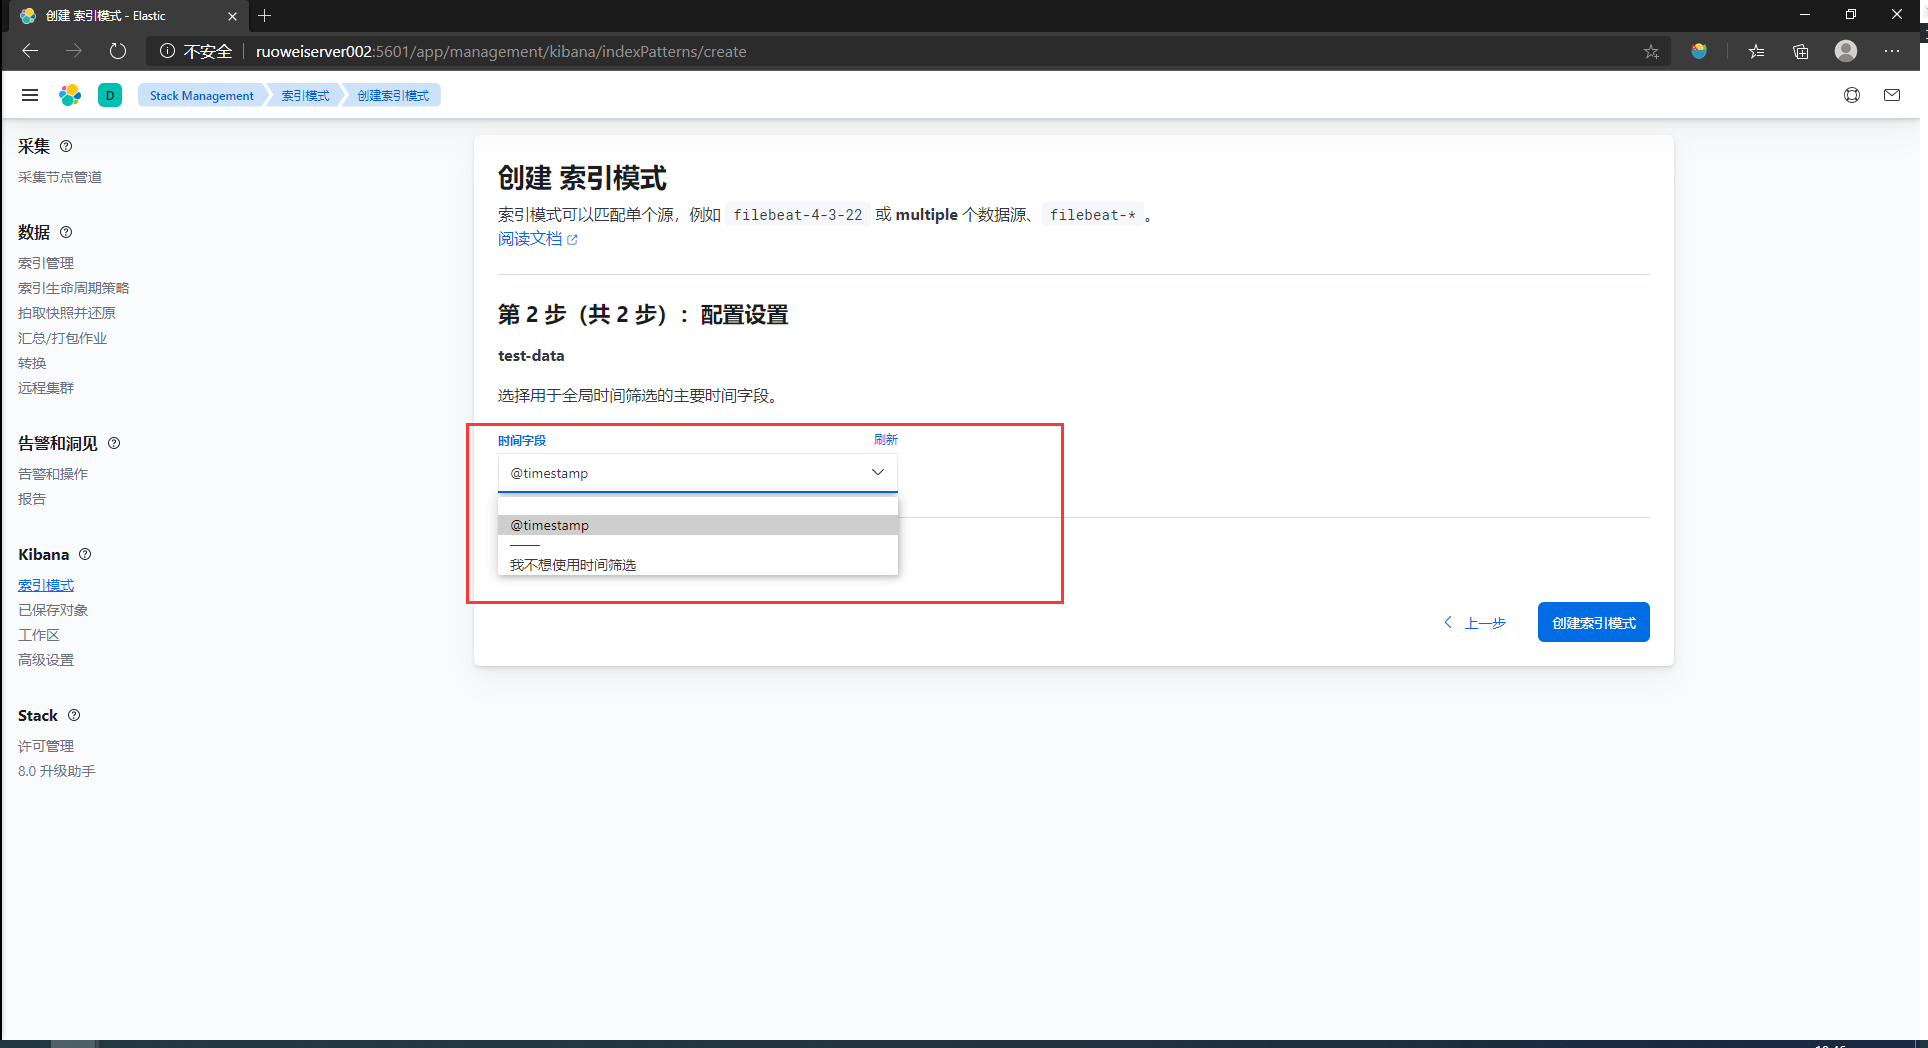 创建 索引模式 - Elastic
不安全 ruoweiserver002:5601/app/management/kibana/indexPatterns/create
D Stack Management 索引模式 创建索引模式
采集
采集节点管道
数据
索引管理
索引生命周期策略
拍取快照并还原
汇总/打包作业
转换
远程集群
告警和洞见
告警和操作
报告
Kibana
索引模式
已保存对象
工作区
高级设置
Stack
许可管理
8.0 升级助手
创建 索引模式
索引模式可以匹配单个源，例如 filebeat-4-3-22 或 multiple 个数据源、 filebeat-* 。
阅读文档
第 2 步（共 2 步）：配置设置
test-data
选择用于全局时间筛选的主要时间字段。
时间字段 刷新
@timestamp
@timestamp
———
我不想使用时间筛选
上一步 创建索引模式